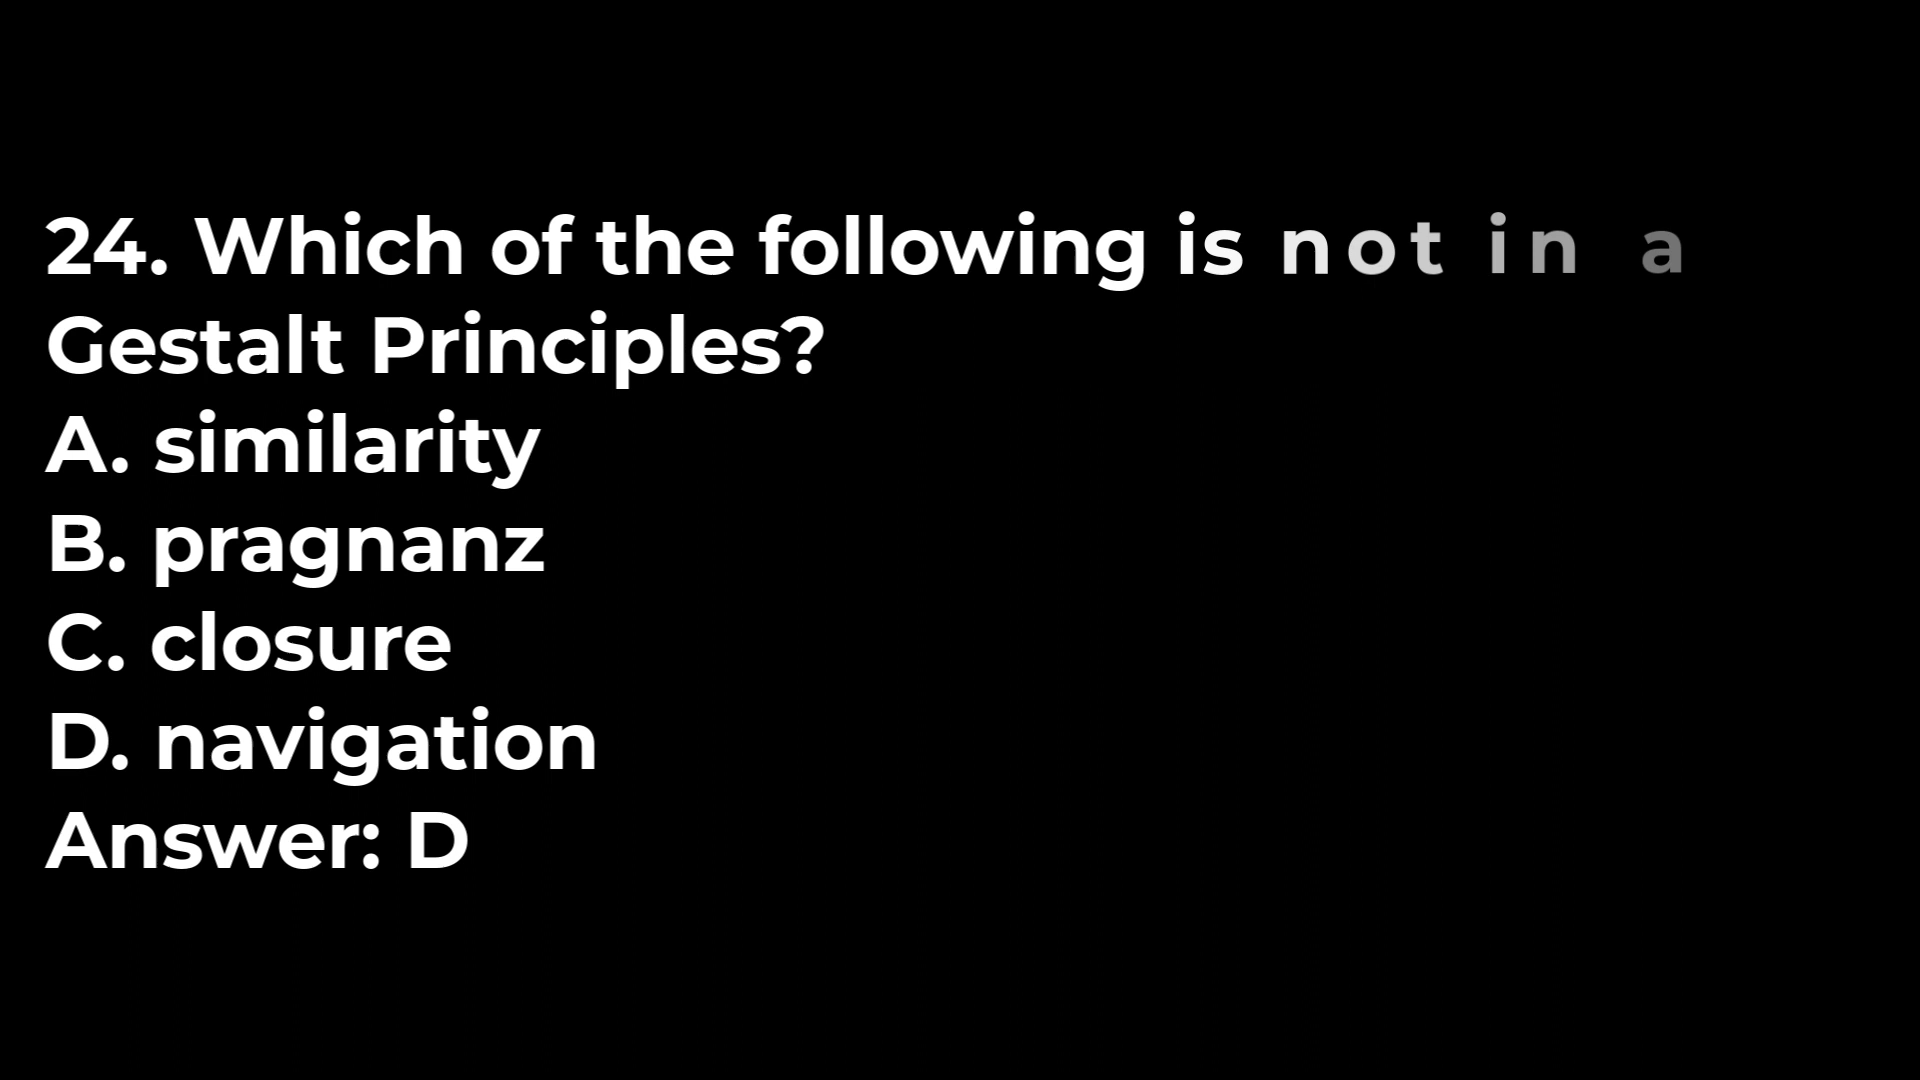 24. Which of the following is not in a
Gestalt Principles?
A. similarity
B. pragnanz
C. closure
D. navigation
Answer: D